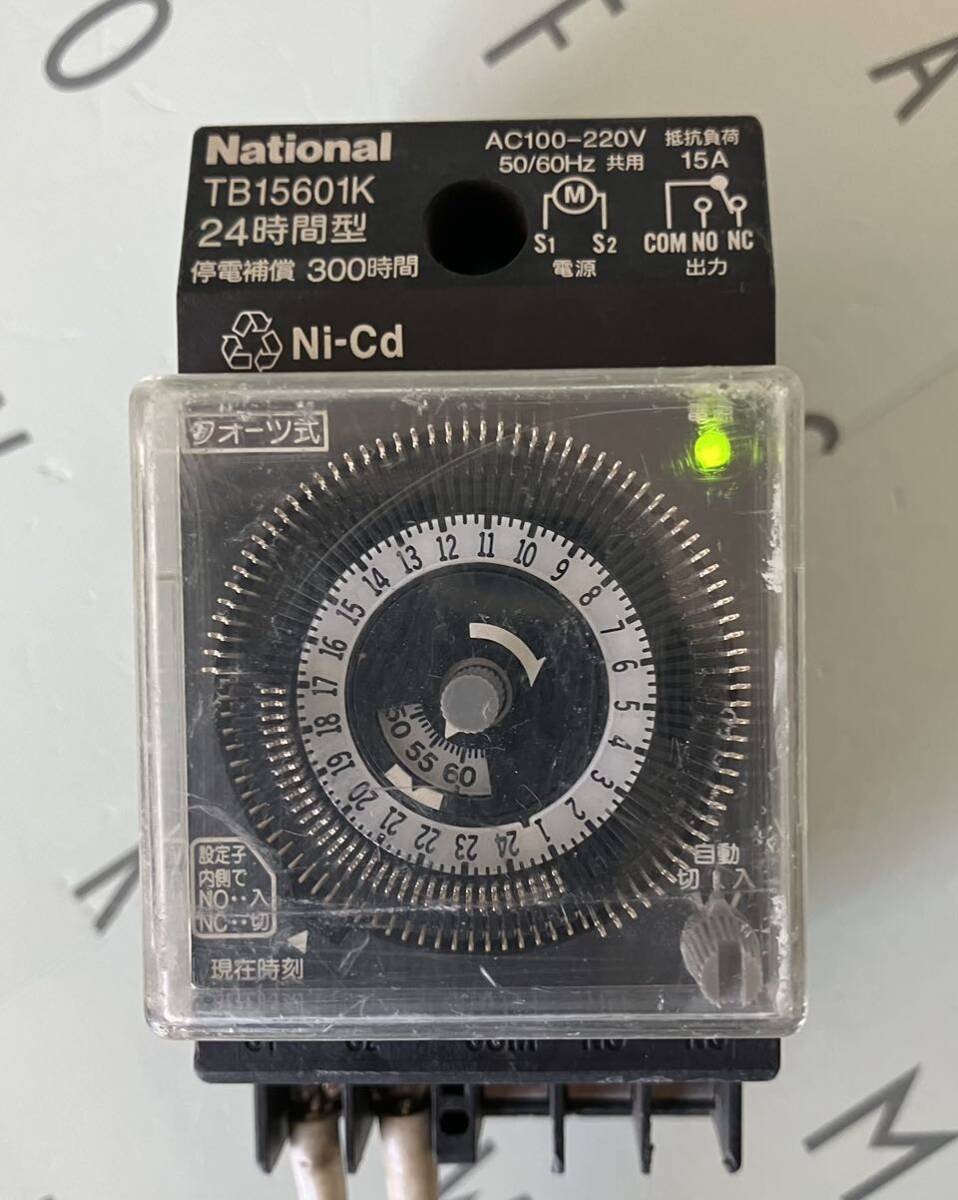 National
TB15601K
24時間型
停電補償 300時間
AC100-220V
50/60Hz 共用
抵抗負荷
15A
M
S1 S2
電源
COM NO NC
出力
Ni-Cd
クオーツ式
電源
11 10 9 8 7 6 5 4 3 2 1 24 23 22 21 20 19 18 17 16 15 14 13 12
50 55 60
設定子
内側で
NO‥入
NC‥切
現在時刻
自動
切 入